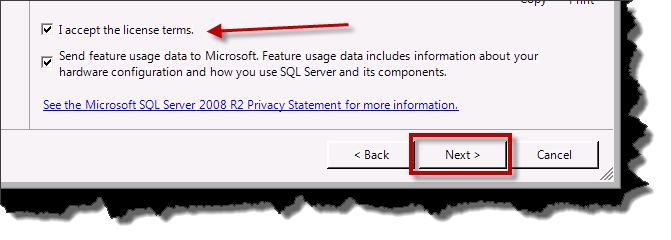 I accept the license terms.
Send feature usage data to Microsoft. Feature usage data includes information about your
hardware configuration and how you use SQL Server and its components.
See the Microsoft SQL Server 2008 R2 Privacy Statement for more information.
< Back Next > Cancel